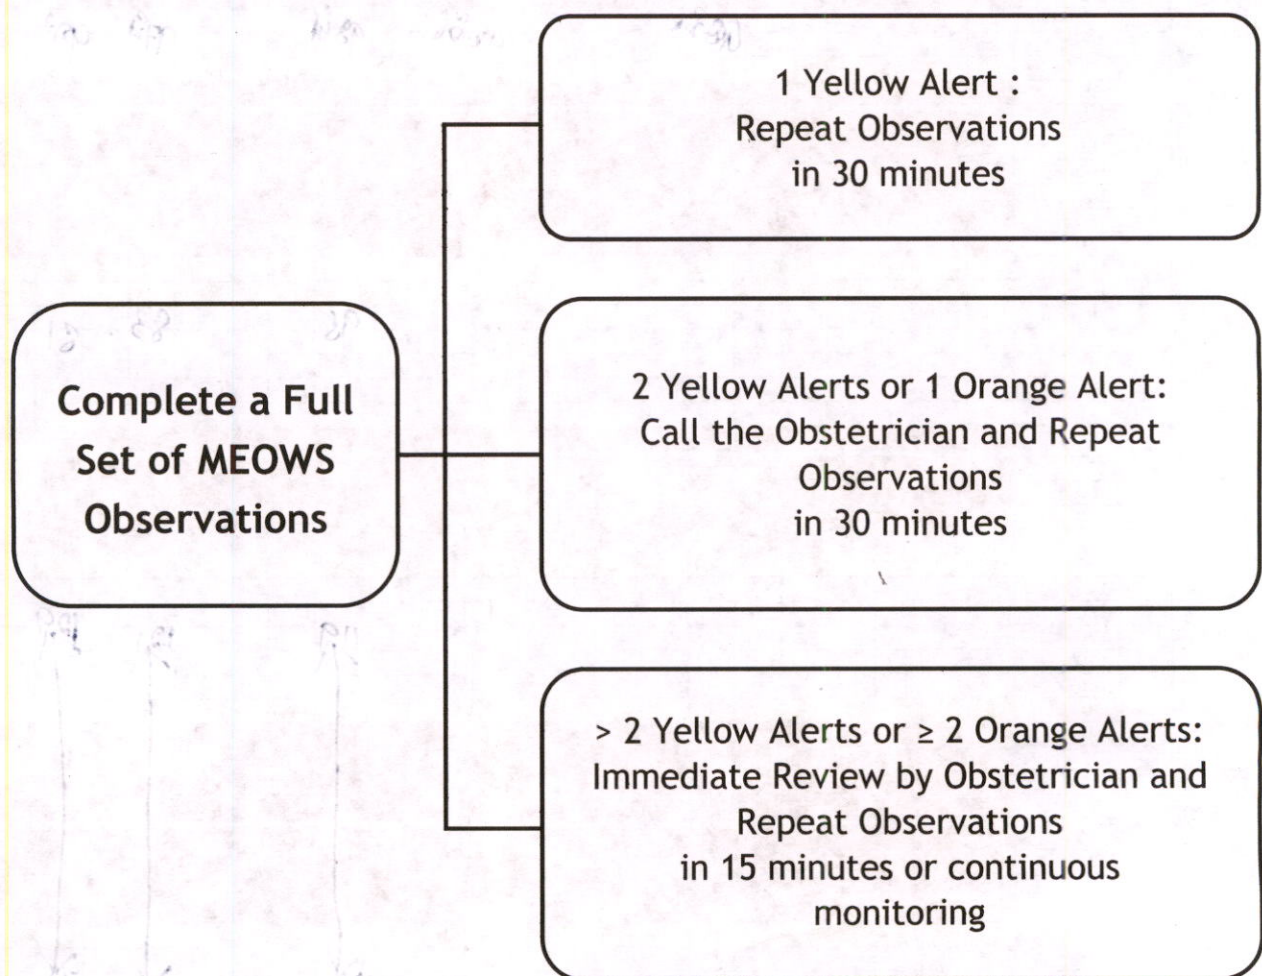 1 Yellow Alert :
Repeat Observations
in 30 minutes
Complete a Full
Set of MEOWS
Observations
2 Yellow Alerts or 1 Orange Alert:
Call the Obstetrician and Repeat
Observations
in 30 minutes
> 2 Yellow Alerts or ≥ 2 Orange Alerts:
Immediate Review by Obstetrician and
Repeat Observations
in 15 minutes or continuous
monitoring